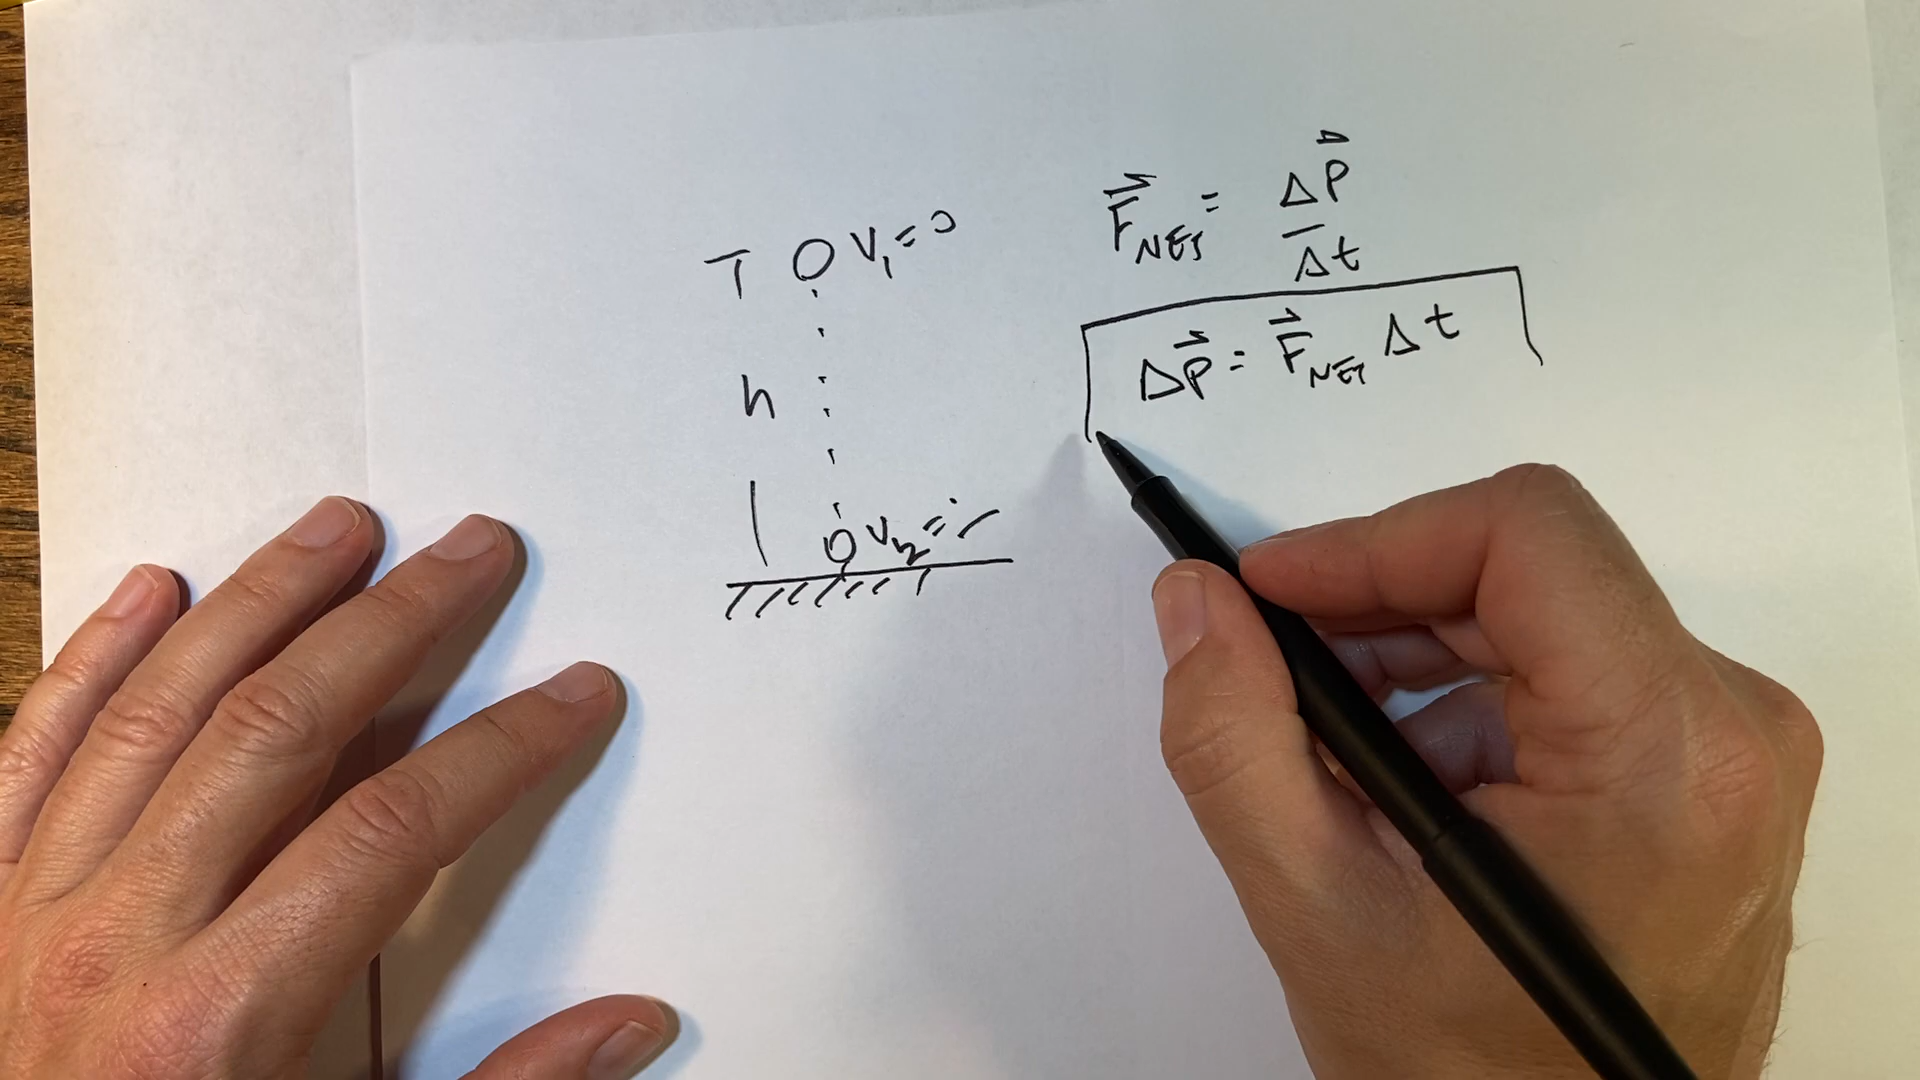 V₁ = 0
h
V₂ =
F⃗NET = ΔP⃗ / Δt
ΔP⃗ = F⃗NET Δt